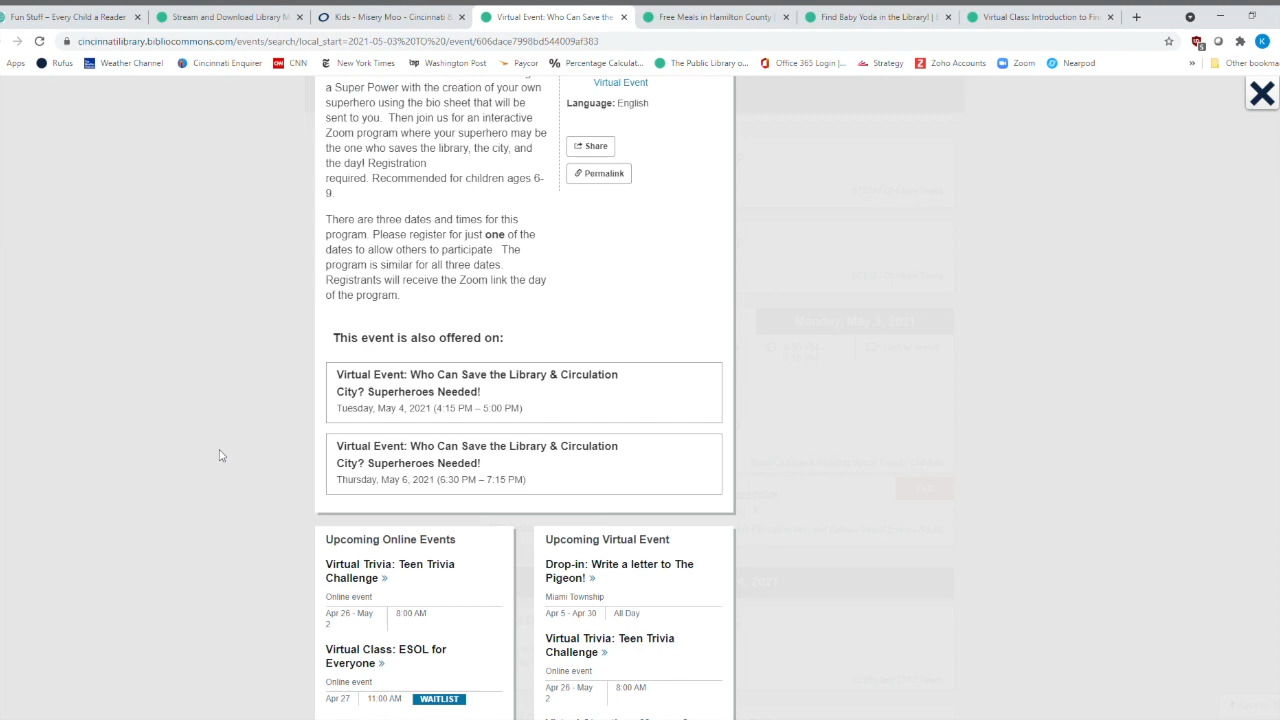 Fun Stuff – Every Child a Reader
Stream and Download Library M
Kids - Misery Moo - Cincinnati &
Virtual Event: Who Can Save the
Free Meals in Hamilton County |
Find Baby Yoda in the Library! |
Virtual Class: Introduction to Fin
cincinnatilibrary.bibliocommons.com/events/search/local_start=2021-05-03%20TO%20/event/606dace7998bd544009af383
K
Apps
Rufus
Weather Channel
Cincinnati Enquirer
CNN
New York Times
Washington Post
Paycor
Percentage Calculat...
The Public Library o...
Office 365 Login |...
Strategy
Zoho Accounts
Zoom
Nearpod
»
Other bookma
a Super Power with the creation of your own
superhero using the bio sheet that will be
sent to you. Then join us for an interactive
Zoom program where your superhero may be
the one who saves the library, the city, and
the day! Registration
required. Recommended for children ages 6-
9.
There are three dates and times for this
program. Please register for just one of the
dates to allow others to participate. The
program is similar for all three dates.
Registrants will receive the Zoom link the day
of the program.
Virtual Event
Language: English
Share
Permalink
This event is also offered on:
Virtual Event: Who Can Save the Library & Circulation
City? Superheroes Needed!
Tuesday, May 4, 2021 (4:15 PM – 5:00 PM)
Virtual Event: Who Can Save the Library & Circulation
City? Superheroes Needed!
Thursday, May 6, 2021 (6:30 PM – 7:15 PM)
Upcoming Online Events
Virtual Trivia: Teen Trivia
Challenge »
Online event
Apr 26 - May
2
8:00 AM
Virtual Class: ESOL for
Everyone »
Online event
Apr 27
11:00 AM
WAITLIST
Upcoming Virtual Event
Drop-in: Write a letter to The
Pigeon! »
Miami Township
Apr 5 - Apr 30
All Day
Virtual Trivia: Teen Trivia
Challenge »
Online event
Apr 26 - May
2
8:00 AM
Monday, May 3, 2021